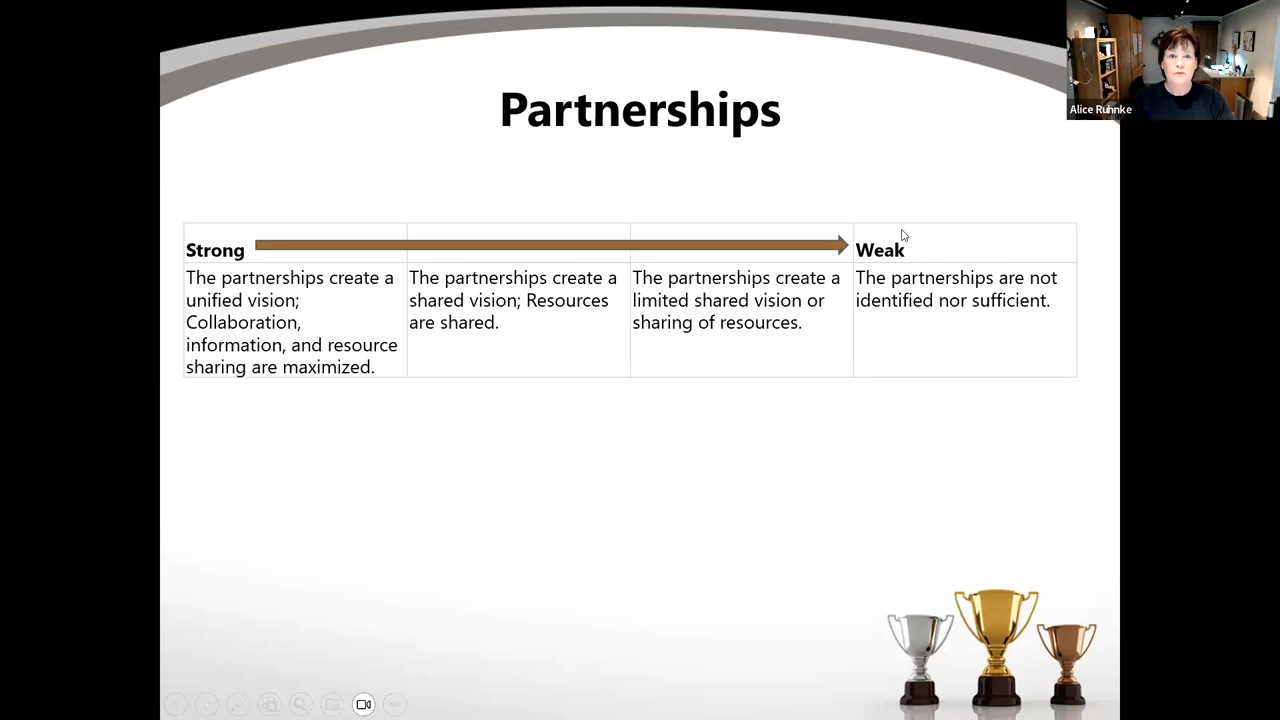 Partnerships
Alice Ruhnke
Strong
Weak
The partnerships create a
unified vision;
Collaboration,
information, and resource
sharing are maximized.
The partnerships create a
shared vision; Resources
are shared.
The partnerships create a
limited shared vision or
sharing of resources.
The partnerships are not
identified nor sufficient.